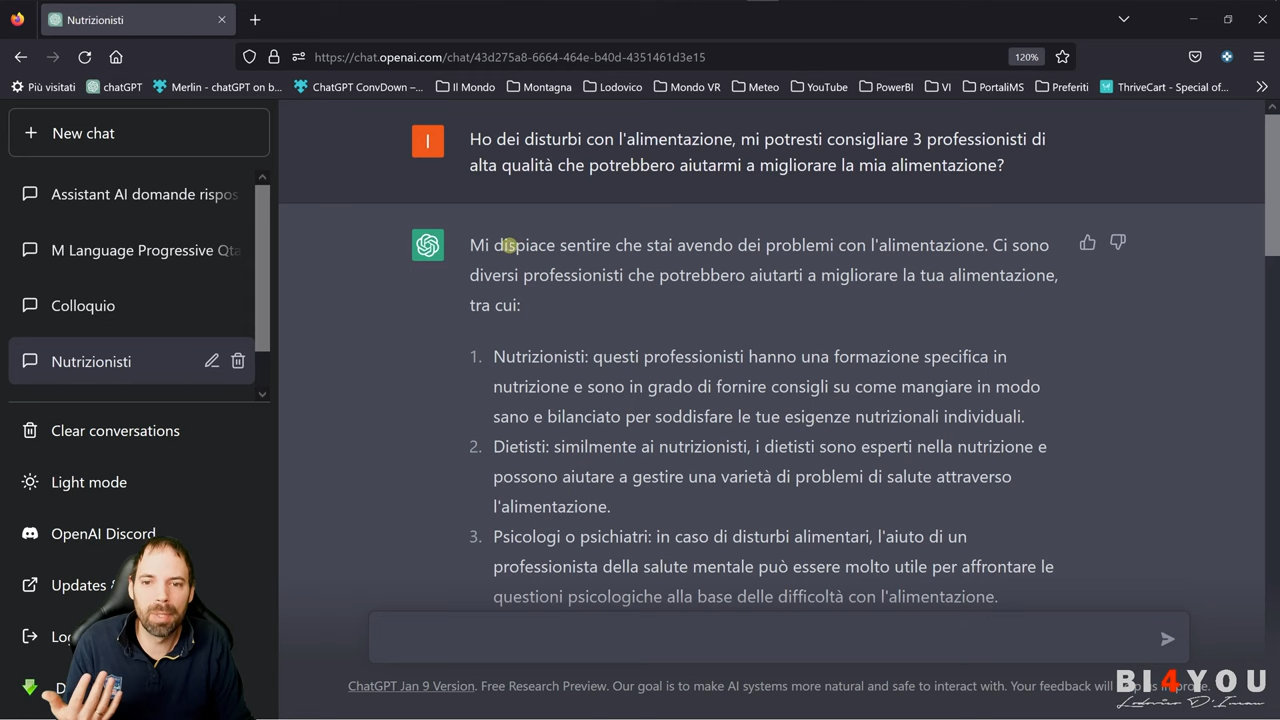 Nutrizionisti
https://chat.openai.com/chat/43d275a8-6664-464e-b40d-4351461d3e15
120%
Più visitati
chatGPT
Merlin - chatGPT on b...
ChatGPT ConvDown –...
Il Mondo
Montagna
Lodovico
Mondo VR
Meteo
YouTube
PowerBI
VI
PortaliMS
Preferiti
ThriveCart - Special of...
New chat
Assistant AI domande rispos
M Language Progressive Qta
Colloquio
Nutrizionisti
Clear conversations
Light mode
OpenAI Discord
Updates &
Log
D
I
Ho dei disturbi con l'alimentazione, mi potresti consigliare 3 professionisti di
alta qualità che potrebbero aiutarmi a migliorare la mia alimentazione?
Mi dispiace sentire che stai avendo dei problemi con l'alimentazione. Ci sono
diversi professionisti che potrebbero aiutarti a migliorare la tua alimentazione,
tra cui:
1. Nutrizionisti: questi professionisti hanno una formazione specifica in
nutrizione e sono in grado di fornire consigli su come mangiare in modo
sano e bilanciato per soddisfare le tue esigenze nutrizionali individuali.
2. Dietisti: similmente ai nutrizionisti, i dietisti sono esperti nella nutrizione e
possono aiutare a gestire una varietà di problemi di salute attraverso
l'alimentazione.
3. Psicologi o psichiatri: in caso di disturbi alimentari, l'aiuto di un
professionista della salute mentale può essere molto utile per affrontare le
questioni psicologiche alla base delle difficoltà con l'alimentazione.
ChatGPT Jan 9 Version. Free Research Preview. Our goal is to make AI systems more natural and safe to interact with. Your feedback will
BI4YOU